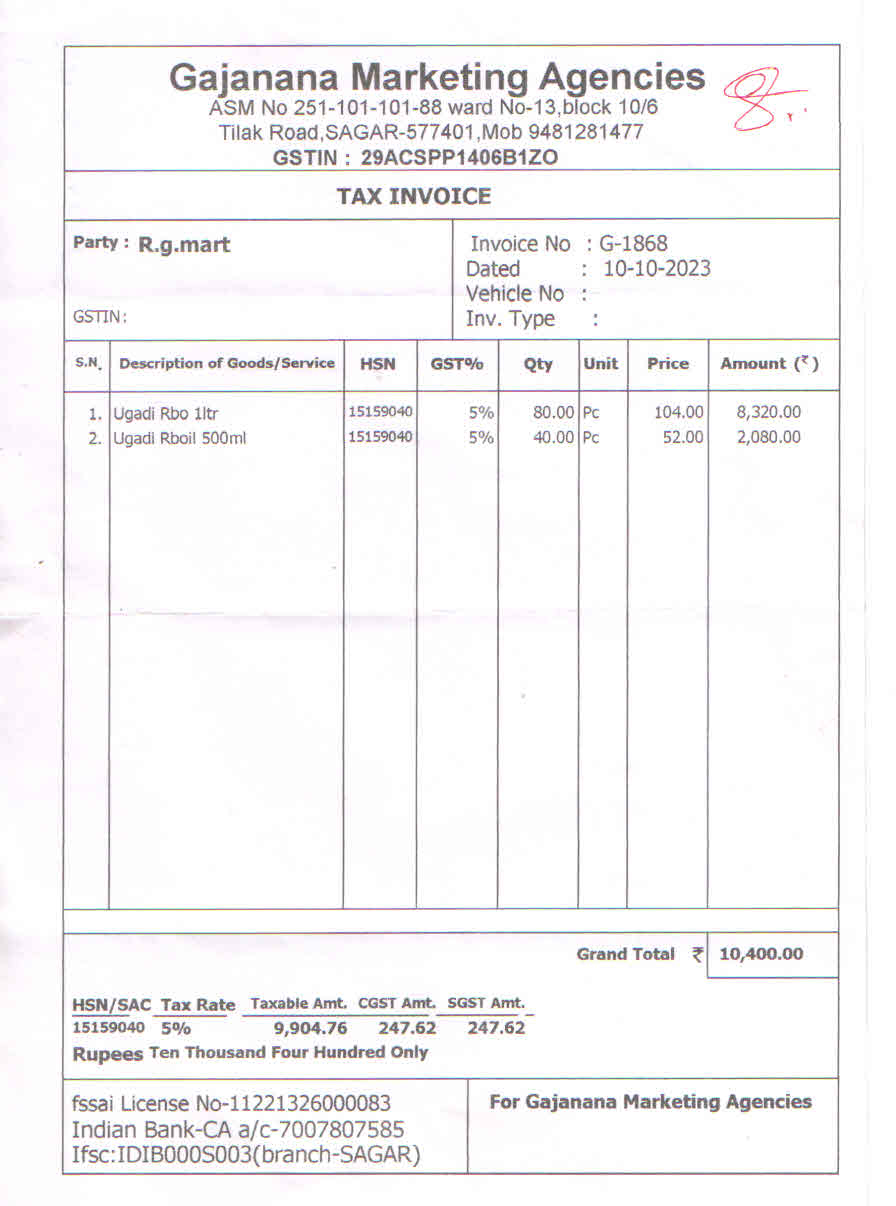 Gajanana Marketing Agencies
ASM No 251-101-101-88 ward No-13,block 10/6
Tilak Road,SAGAR-577401,Mob 9481281477
GSTIN : 29ACSPP1406B1ZO
TAX INVOICE
Party : R.g.mart
GSTIN:
Invoice No : G-1868
Dated : 10-10-2023
Vehicle No :
Inv. Type :
S.N. Description of Goods/Service HSN GST% Qty Unit Price Amount (₹)
1. Ugadi Rbo 1ltr 15159040 5% 80.00 Pc 104.00 8,320.00
2. Ugadi Rboil 500ml 15159040 5% 40.00 Pc 52.00 2,080.00
Grand Total ₹ 10,400.00
HSN/SAC Tax Rate Taxable Amt. CGST Amt. SGST Amt.
15159040 5% 9,904.76 247.62 247.62
Rupees Ten Thousand Four Hundred Only
fssai License No-11221326000083
Indian Bank-CA a/c-7007807585
Ifsc:IDIB000S003(branch-SAGAR)
For Gajanana Marketing Agencies